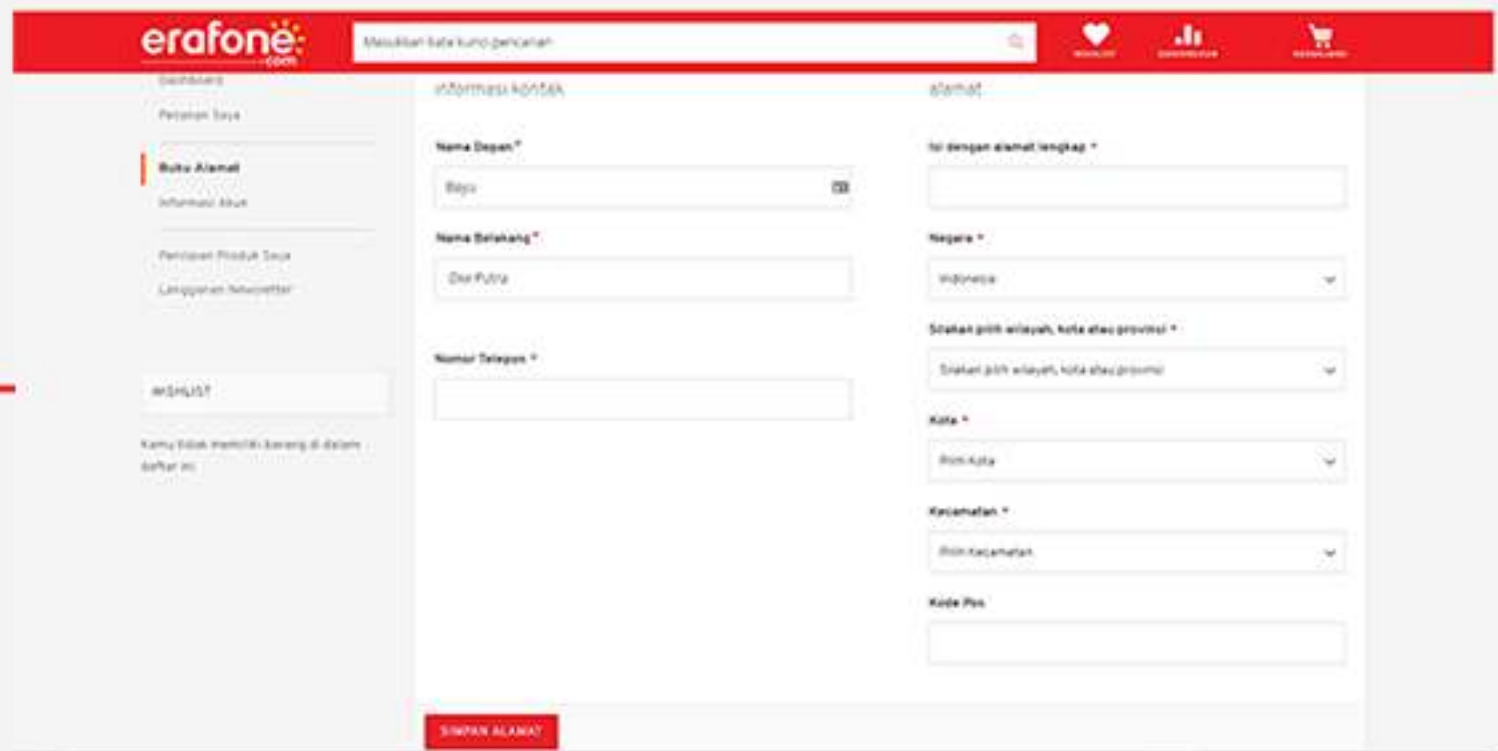 erafone
.com
Masukkan kata kunci pencarian
WISHLIST
Dashboard
Pesanan Saya
Buku Alamat
Informasi Akun
Penilaian Produk Saya
Langganan Newsletter
WISHLIST
Kamu tidak memiliki barang di dalam
daftar ini.
informasi kontak
Nama Depan *
Bayu
Nama Belakang *
Dwi Putra
Nomor Telepon *
alamat
Isi dengan alamat lengkap *
Negara *
Indonesia
Silakan pilih wilayah, kota atau provinsi *
Silakan pilih wilayah, kota atau provinsi
Kota *
Pilih Kota
Kecamatan *
Pilih Kecamatan
Kode Pos
SIMPAN ALAMAT